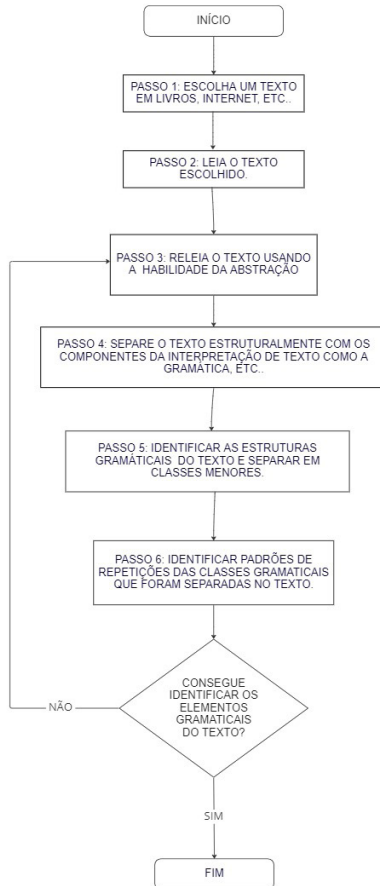 INÍCIO
PASSO 1: ESCOLHA UM TEXTO
EM LIVROS, INTERNET, ETC..
PASSO 2: LEIA O TEXTO
ESCOLHIDO.
PASSO 3: RELEIA O TEXTO USANDO
A HABILIDADE DA ABSTRAÇÃO
PASSO 4: SEPARE O TEXTO ESTRUTURALMENTE COM OS
COMPONENTES DA INTERPRETAÇÃO DE TEXTO COMO A
GRAMÁTICA, ETC..
PASSO 5: IDENTIFICAR AS ESTRUTURAS
GRAMÁTICAIS DO TEXTO E SEPARAR EM
CLASSES MENORES.
PASSO 6: IDENTIFICAR PADRÕES DE
REPETIÇÕES DAS CLASSES GRAMATICAIS
QUE FORAM SEPARADAS NO TEXTO.
CONSEGUE
IDENTIFICAR OS
ELEMENTOS
GRAMATICAIS
DO TEXTO?
NÃO
SIM
FIM